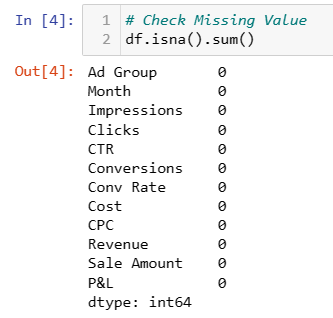 In [4]: 1 # Check Missing Value
2 df.isna().sum()
Out[4]: Ad Group 0
Month 0
Impressions 0
Clicks 0
CTR 0
Conversions 0
Conv Rate 0
Cost 0
CPC 0
Revenue 0
Sale Amount 0
P&L 0
dtype: int64